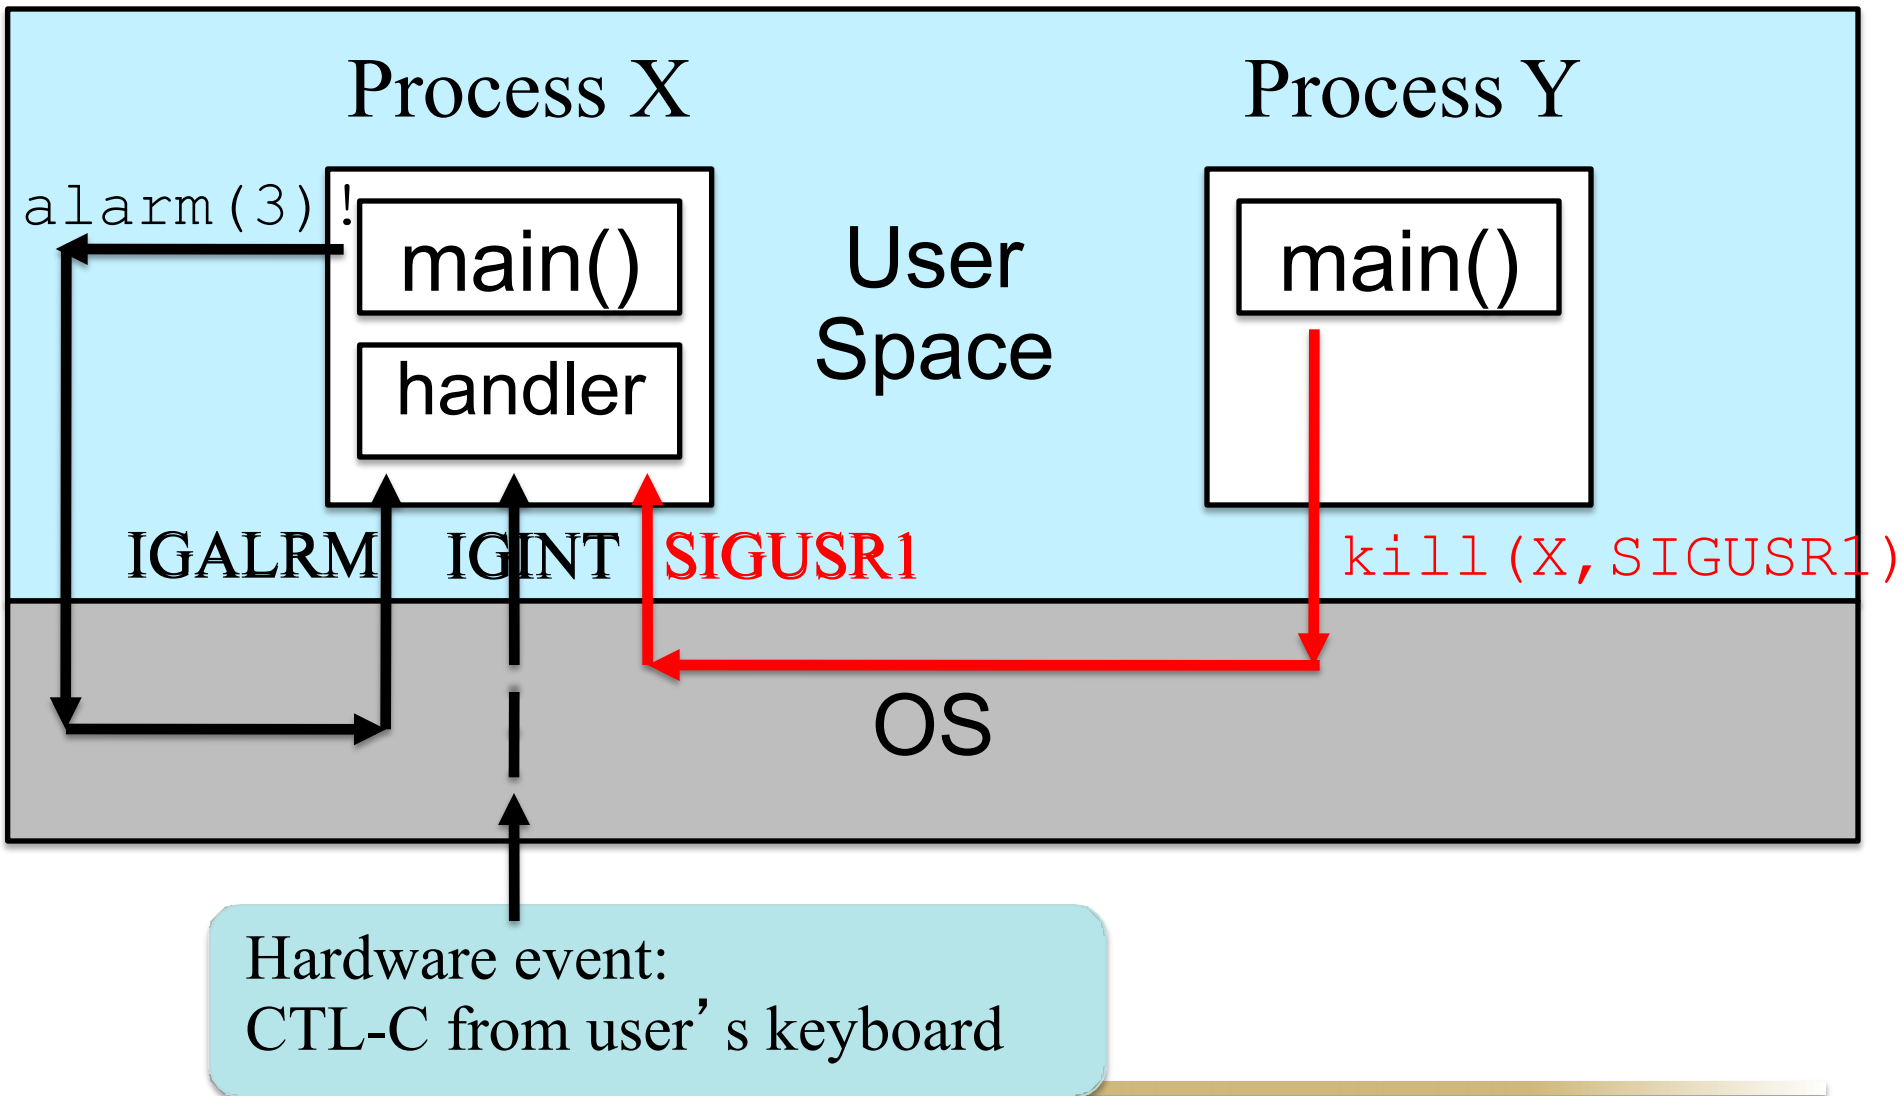 Process X
Process Y
alarm(3)!
main()
handler
User
Space
main()
IGALRM
IGINT
SIGUSR1
kill(X,SIGUSR1)
OS
Hardware event:
CTL-C from user’s keyboard